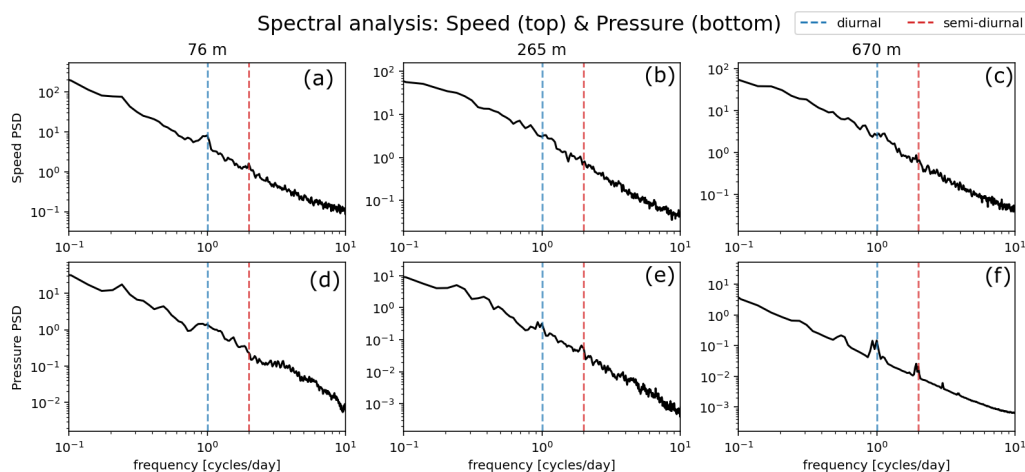 Spectral analysis: Speed (top) & Pressure (bottom)
diurnal
semi-diurnal
76 m
265 m
670 m
(a)
(b)
(c)
Speed PSD
10²
10¹
10⁰
10⁻¹
10⁻¹ 10⁰ 10¹
10²
10¹
10⁰
10⁻¹
10⁻¹ 10⁰ 10¹
10²
10¹
10⁰
10⁻¹
10⁻¹ 10⁰ 10¹
(d)
(e)
(f)
Pressure PSD
10¹
10⁰
10⁻¹
10⁻²
10⁻¹ 10⁰ 10¹
10¹
10⁰
10⁻¹
10⁻²
10⁻³
10⁻¹ 10⁰ 10¹
10¹
10⁰
10⁻¹
10⁻²
10⁻³
10⁻¹ 10⁰ 10¹
frequency [cycles/day]
frequency [cycles/day]
frequency [cycles/day]